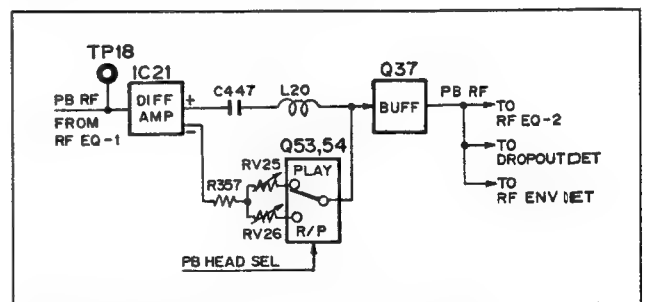 TP18
IC21
PB RF
FROM
RF EQ-1
DIFF
AMP
+
-
C447
L20
Q37
BUFF
PB RF
TO
RF EQ-2
TO
DROPOUT DET
TO
RF ENV DET
Q53,54
R357
RV25
RV26
PLAY
R/P
PB HEAD SEL